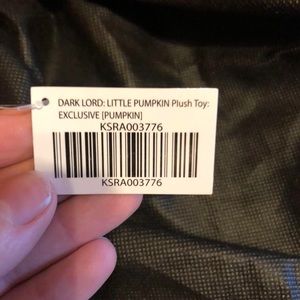 DARK LORD: LITTLE PUMPKIN Plush Toy:
EXCLUSIVE [PUMPKIN]
KSRA003776
KSRA003776